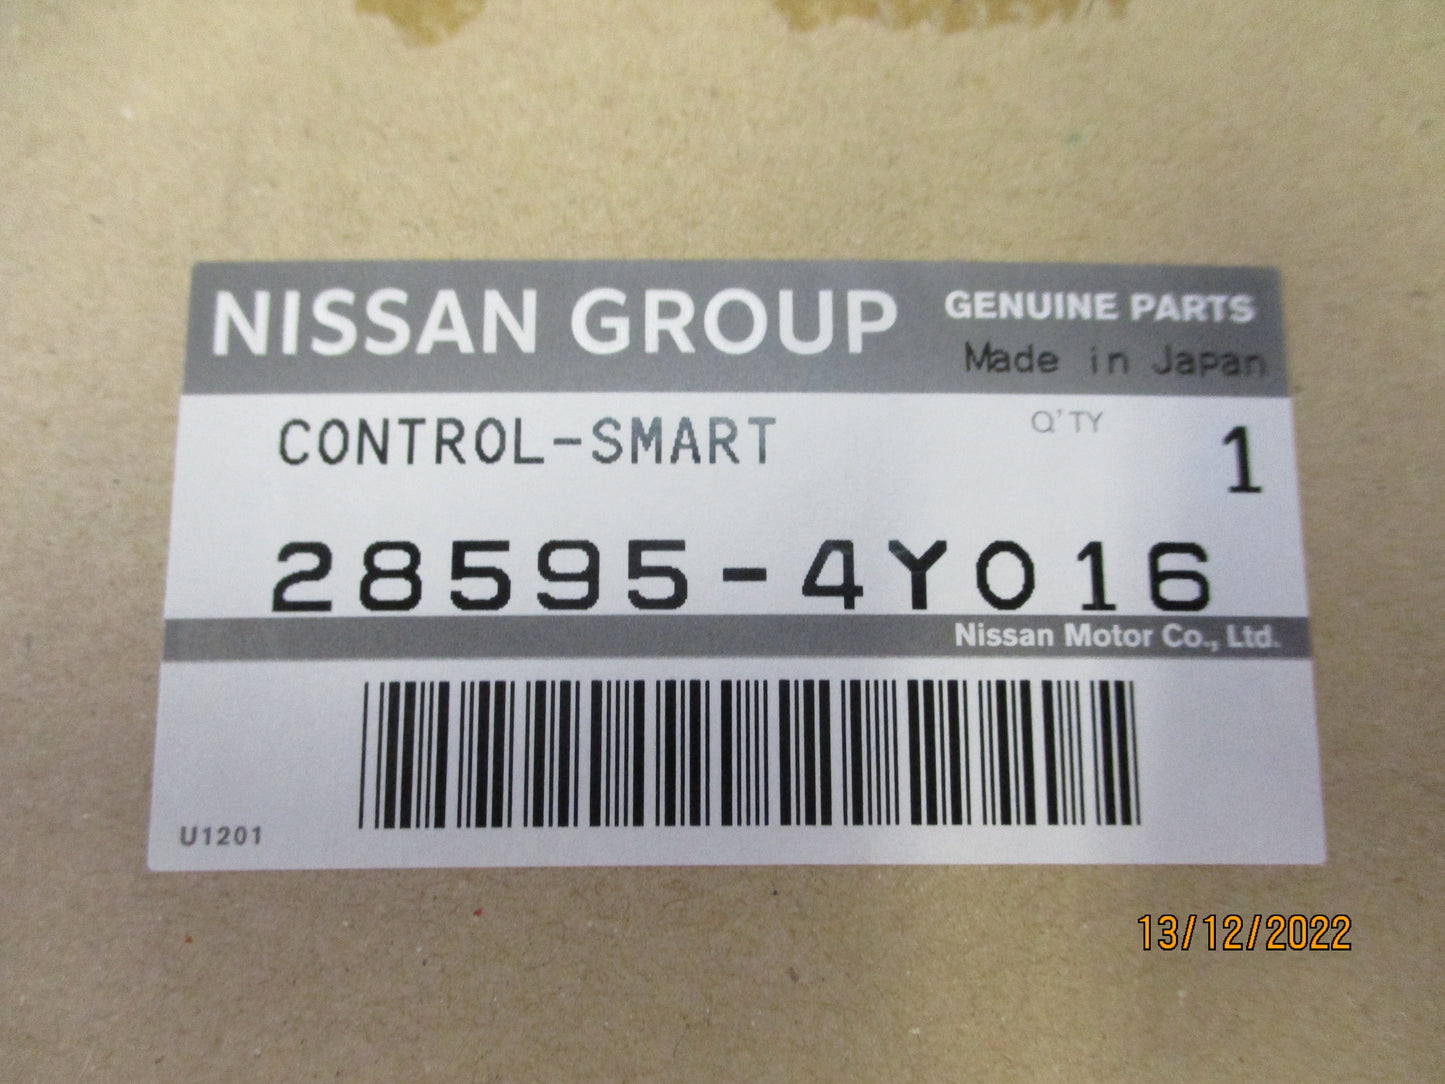 NISSAN GROUP GENUINE PARTS
Made in Japan
CONTROL-SMART Q'TY 1
28595-4Y016
Nissan Motor Co., Ltd.
U1201
13/12/2022